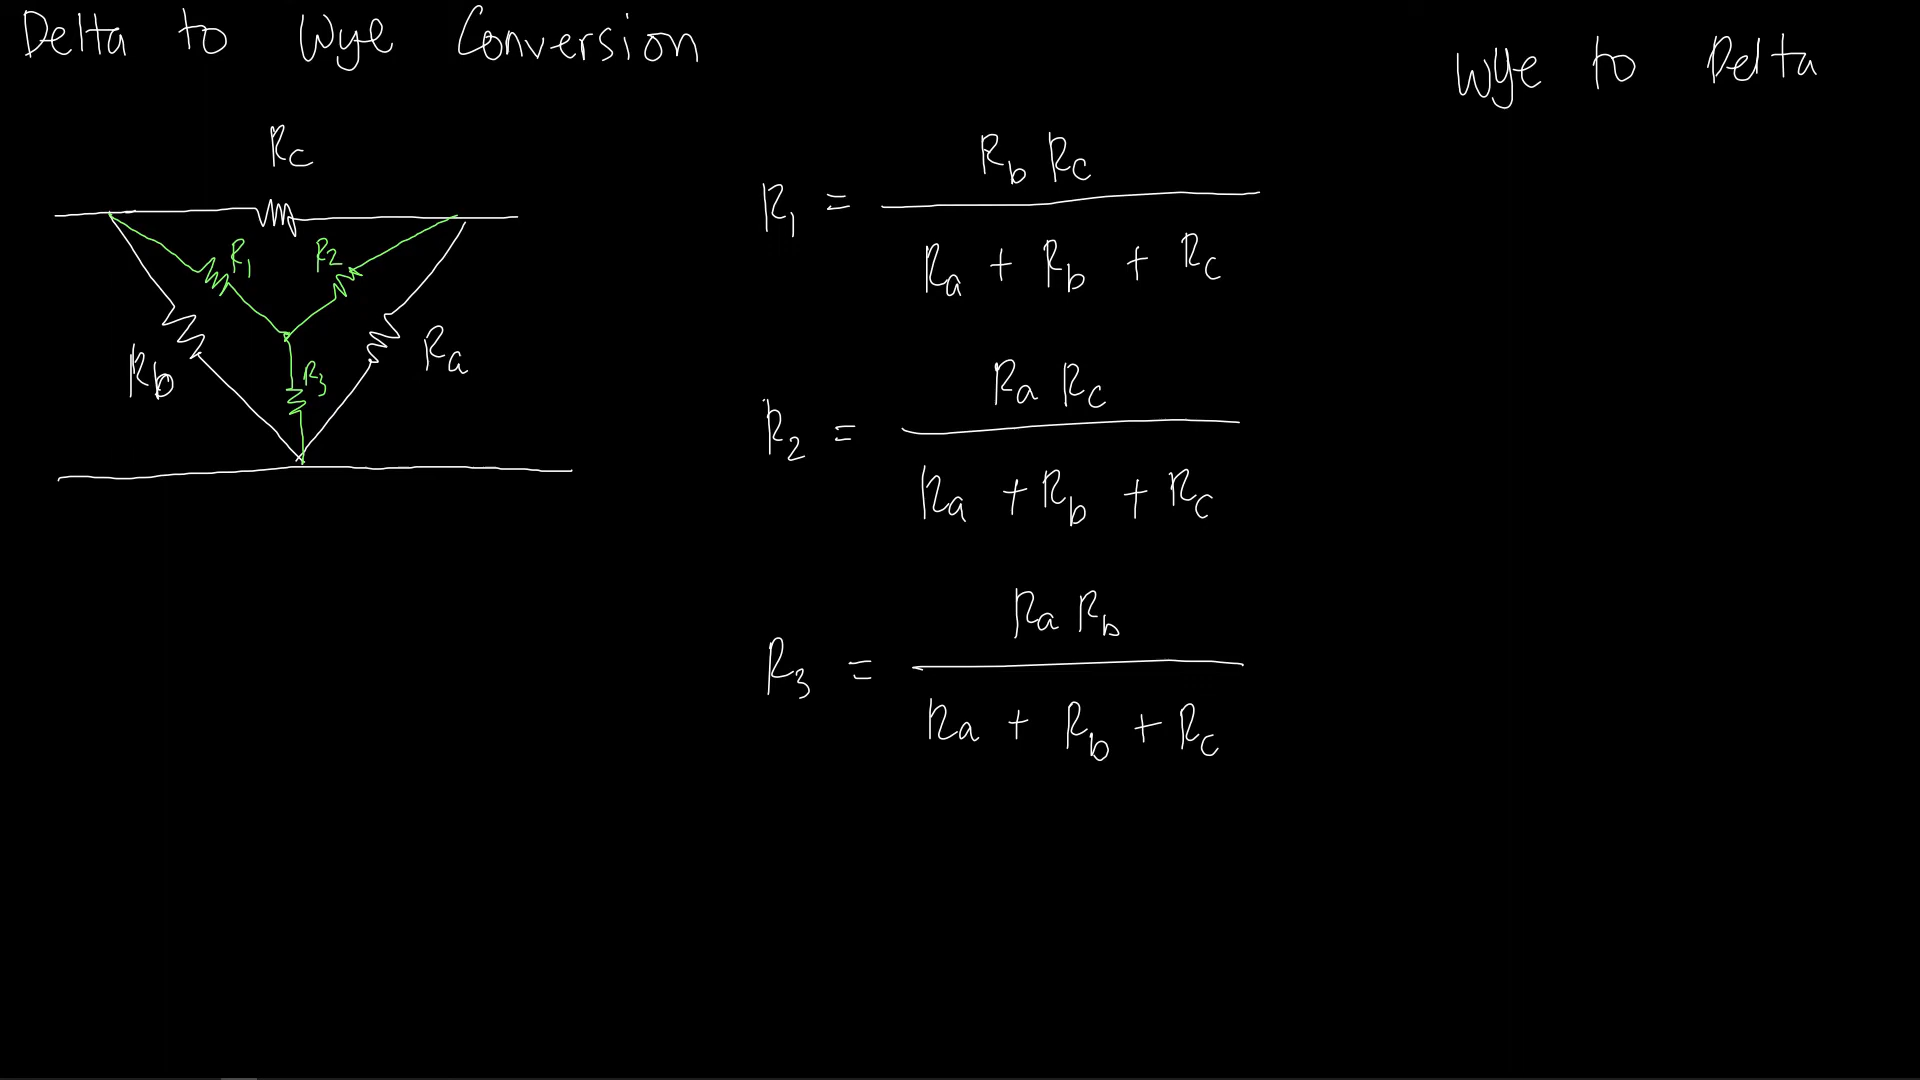 Delta to Wye Conversion
Wye to Delta
Rc
R1
R2
Rb
R3
Ra
R1 = Rb Rc / Ra + Rb + Rc
R2 = Ra Rc / Ra + Rb + Rc
R3 = Ra Rb / Ra + Rb + Rc